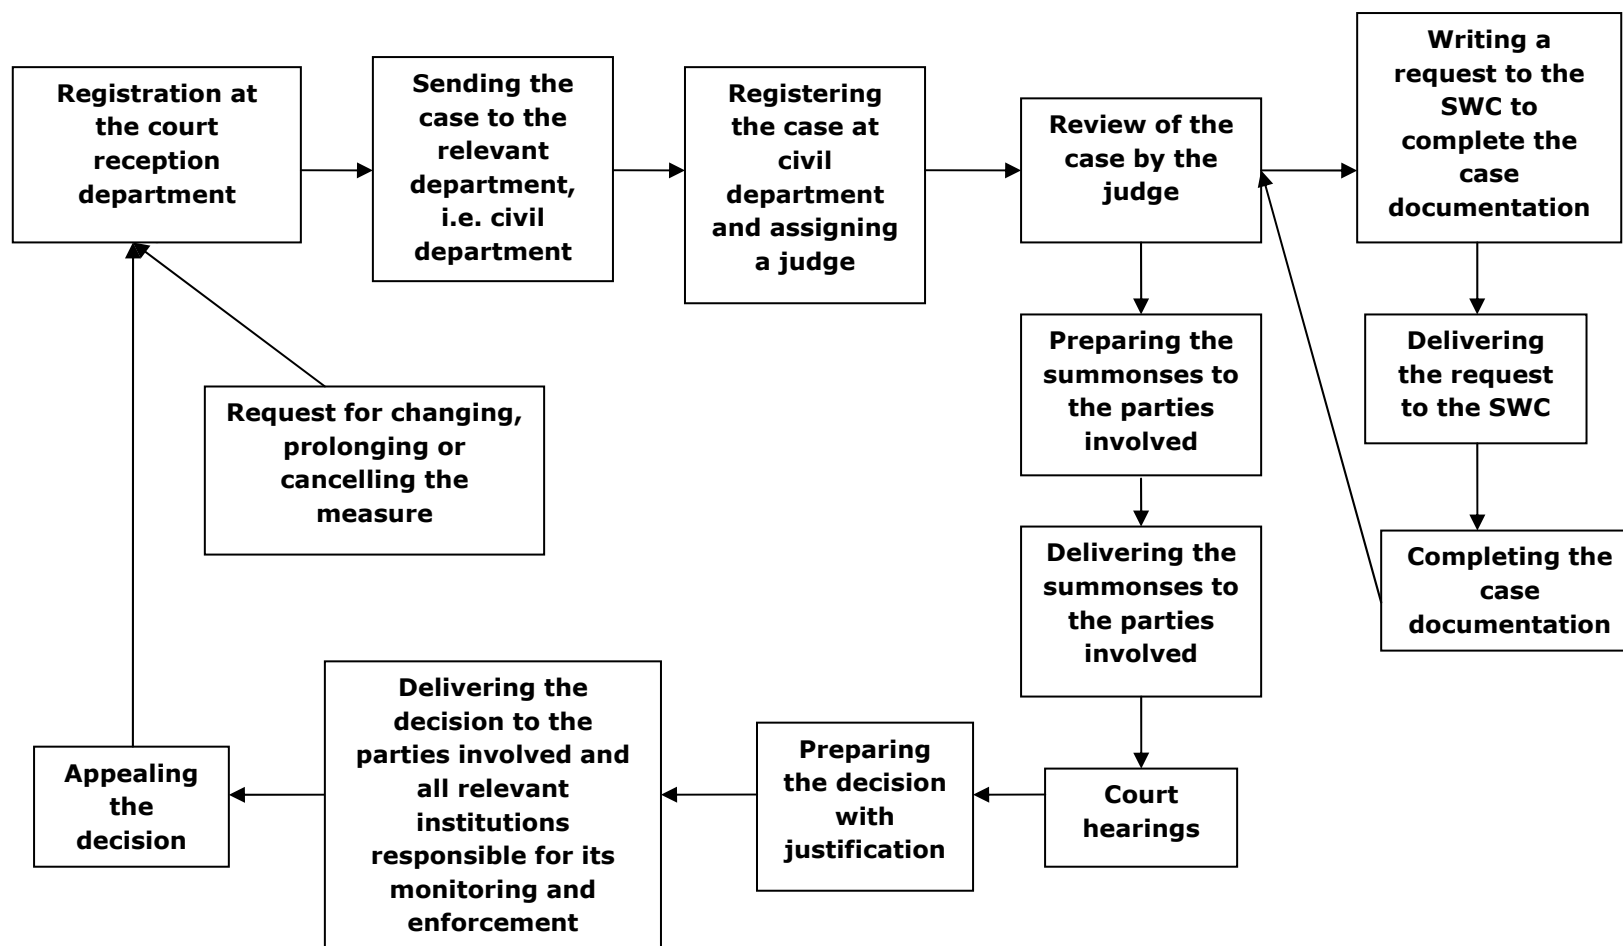 Registration at
the court
reception
department
Sending the
case to the
relevant
department,
i.e. civil
department
Registering
the case at
civil
department
and assigning
a judge
Review of the
case by the
judge
Writing a
request to the
SWC to
complete the
case
documentation
Request for changing,
prolonging or
cancelling the
measure
Preparing the
summonses to
the parties
involved
Delivering
the request
to the SWC
Delivering the
summonses to
the parties
involved
Completing the
case
documentation
Appealing
the
decision
Delivering the
decision to the
parties involved and
all relevant
institutions
responsible for its
monitoring and
enforcement
Preparing
the decision
with
justification
Court
hearings